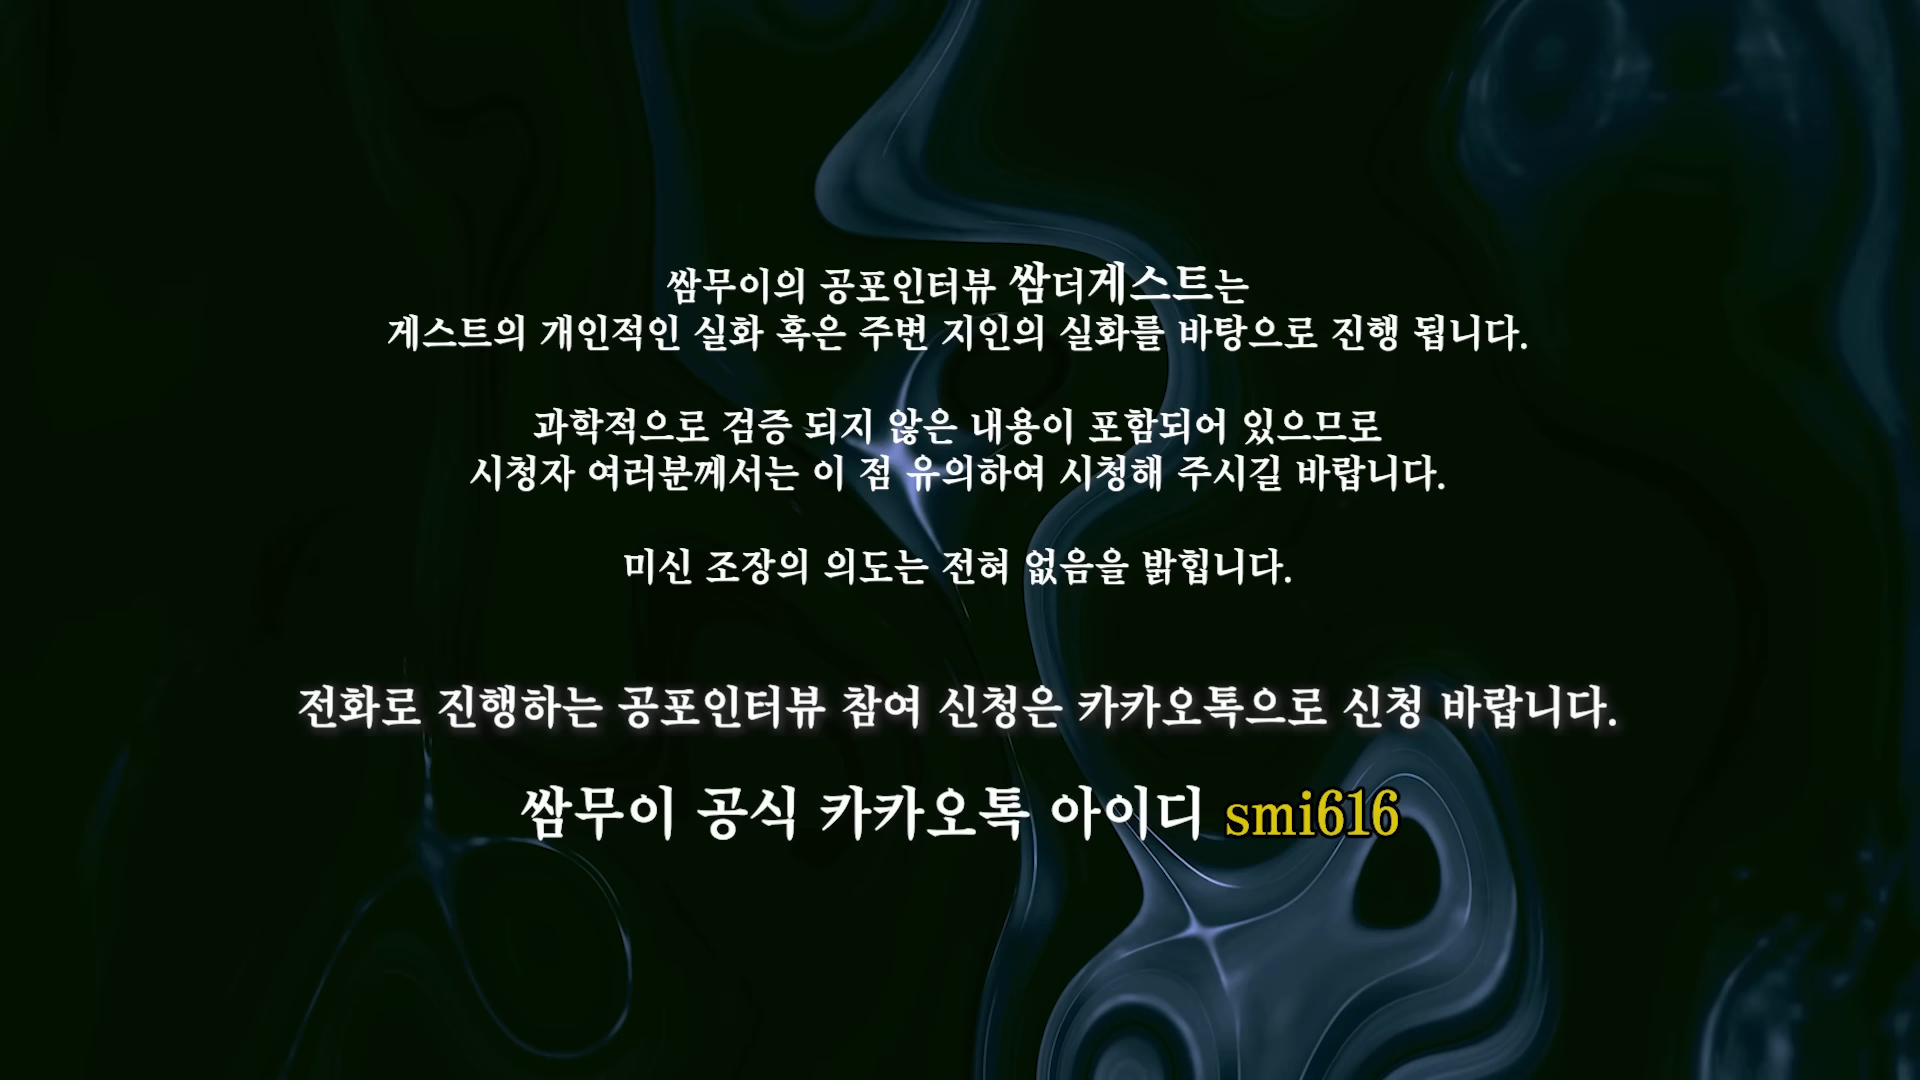 쌈무이의 공포인터뷰 쌈더게스트는
게스트의 개인적인 실화 혹은 주변 지인의 실화를 바탕으로 진행 됩니다.
과학적으로 검증 되지 않은 내용이 포함되어 있으므로
시청자 여러분께서는 이 점 유의하여 시청해 주시길 바랍니다.
미신 조장의 의도는 전혀 없음을 밝힙니다.
전화로 진행하는 공포인터뷰 참여 신청은 카카오톡으로 신청 바랍니다.
쌈무이 공식 카카오톡 아이디 smi616